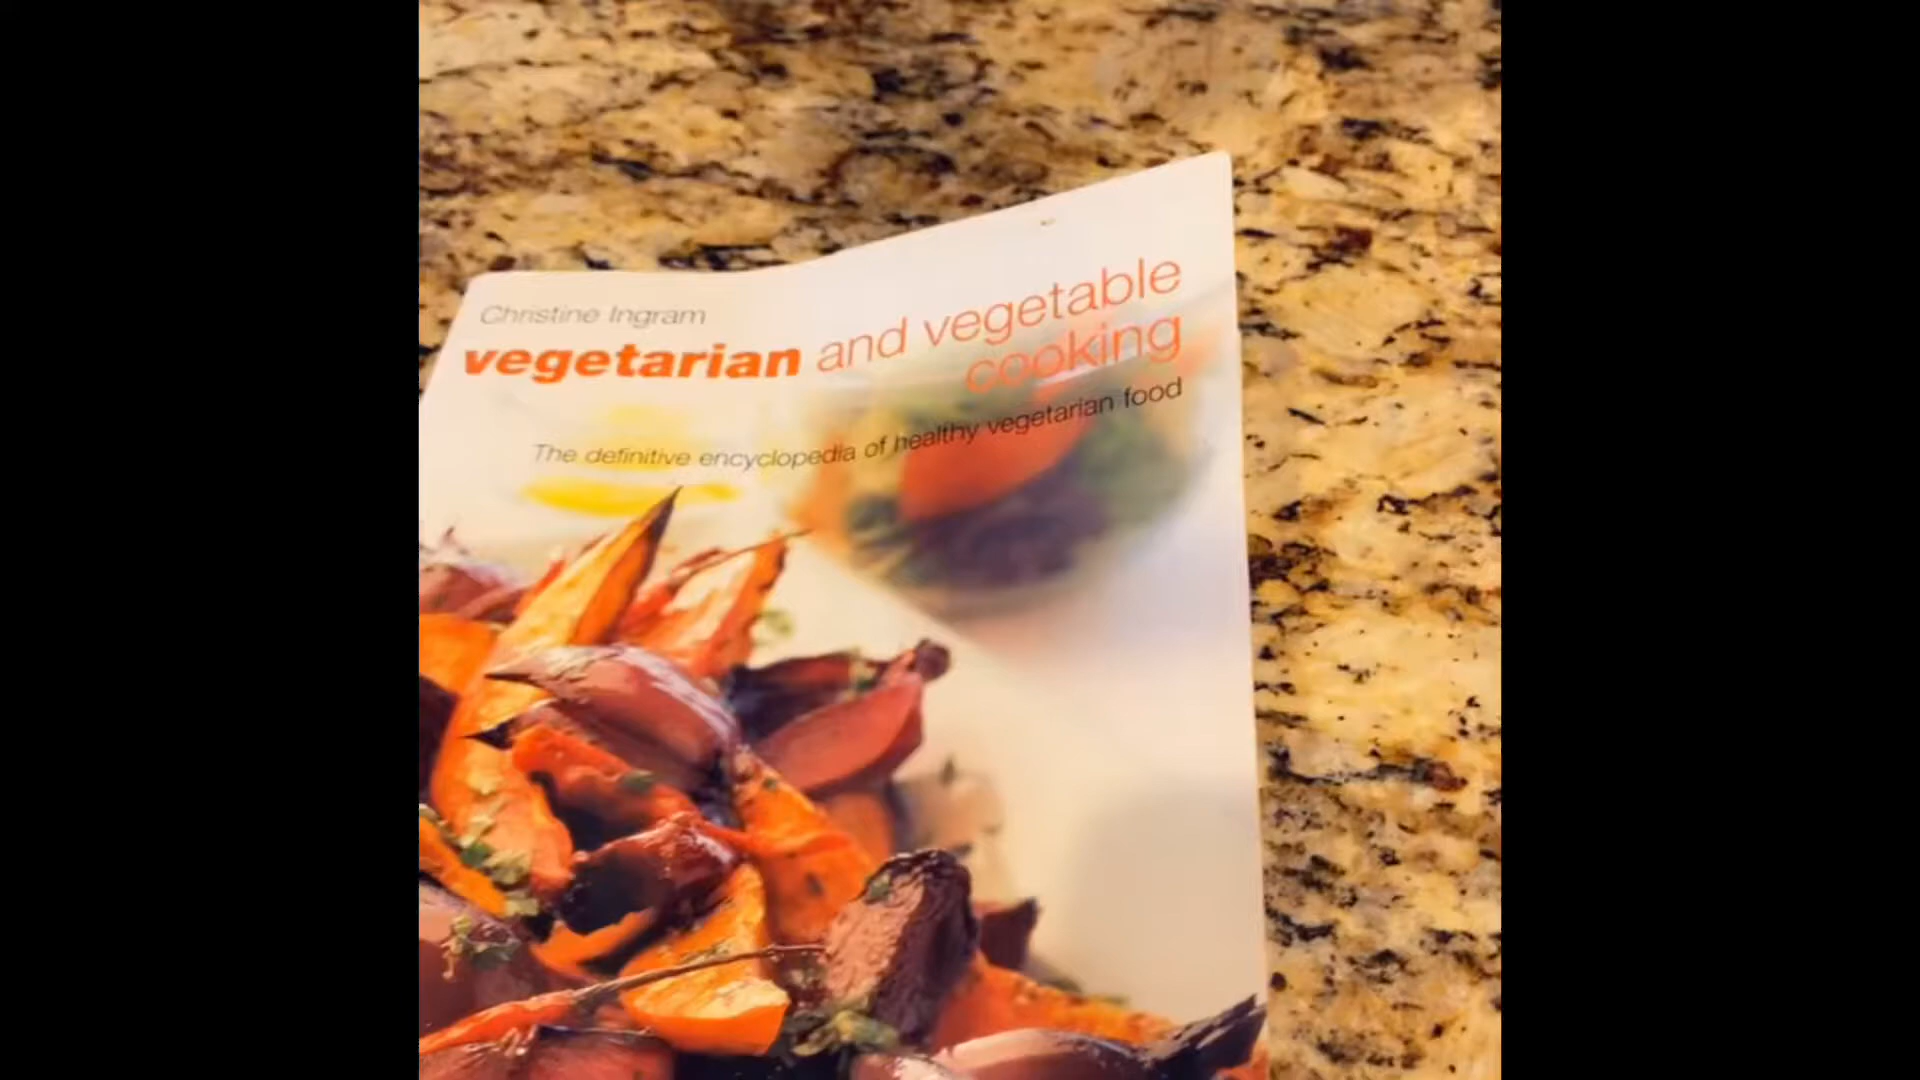 Christine Ingram
vegetarian and vegetable
cooking
The definitive encyclopedia of healthy vegetarian food